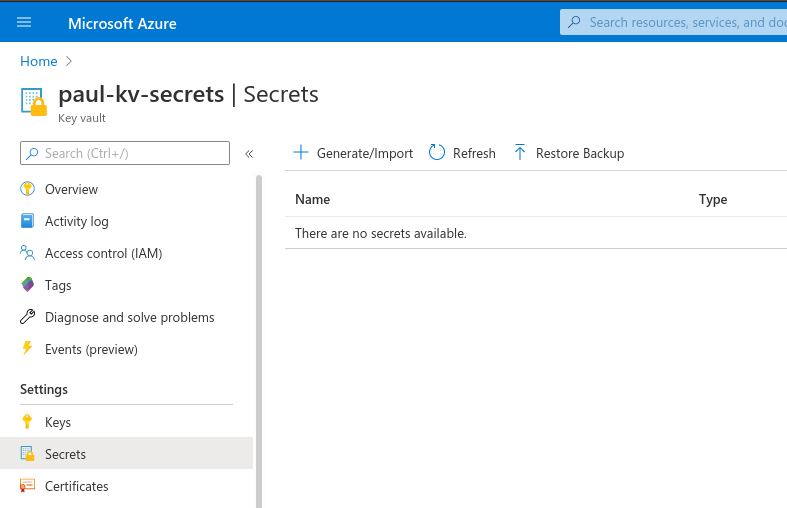 Microsoft Azure
Search resources, services, and doc
Home
paul-kv-secrets | Secrets
Key vault
Search (Ctrl+/)
«
Generate/Import
Refresh
Restore Backup
Overview
Activity log
Access control (IAM)
Tags
Diagnose and solve problems
Events (preview)
Settings
Keys
Secrets
Certificates
Name
Type
There are no secrets available.